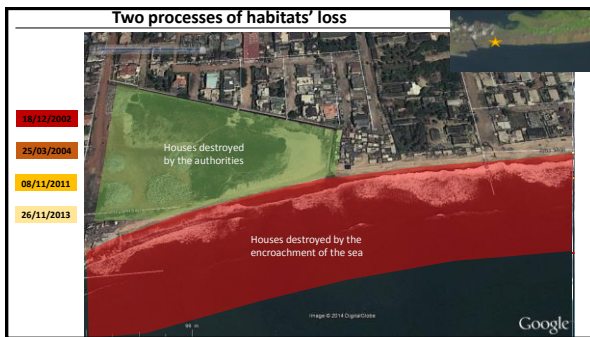 Two processes of habitats' loss
18/12/2002
25/03/2004
08/11/2011
26/11/2013
Houses destroyed
by the authorities
Houses destroyed by the
encroachment of the sea
Image © 2014 DigitalGlobe
Google